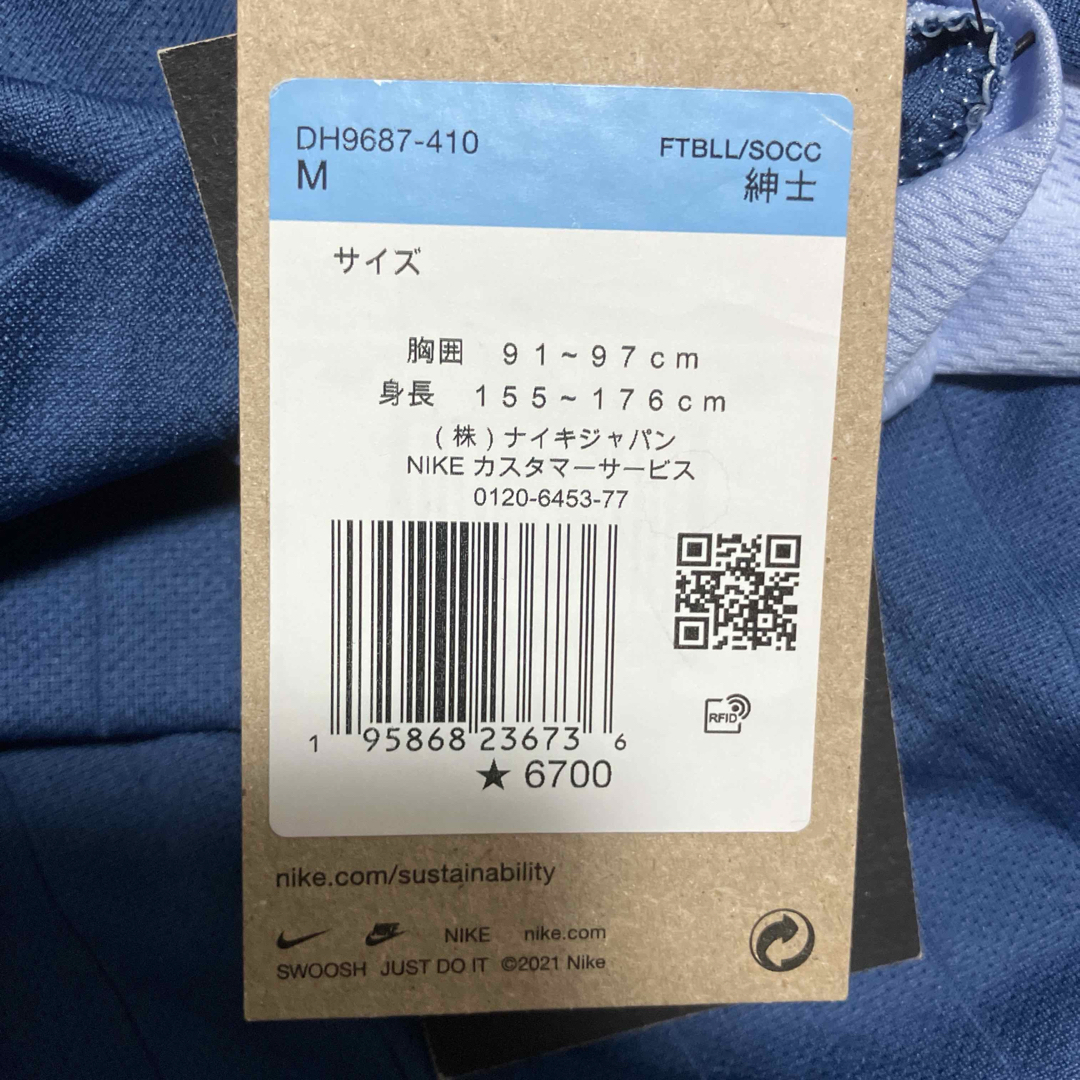 DH9687-410 FTBLL/SOCC
M 紳士
サイズ
胸囲 91~97cm
身長 155~176cm
(株)ナイキジャパン
NIKE カスタマーサービス
0120-6453-77
RFID
1 95868 23673 6
★ 6700
nike.com/sustainability
NIKE nike.com
SWOOSH JUST DO IT ©2021 Nike